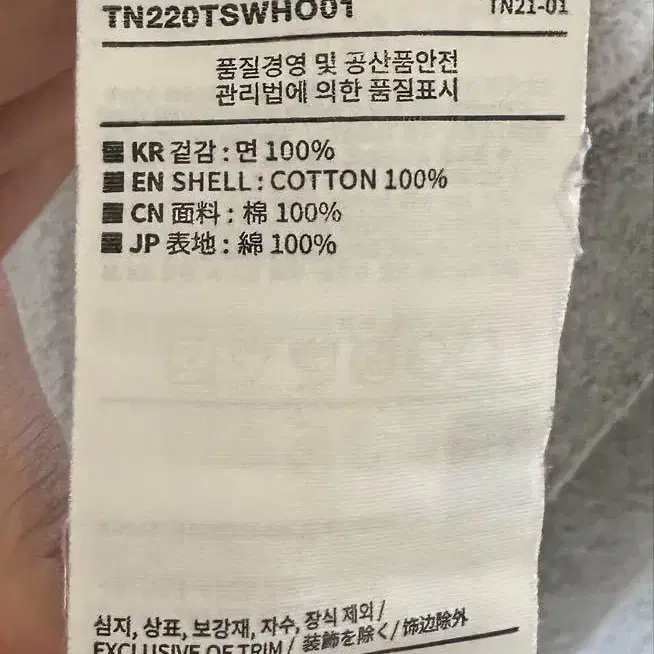 TN220TSWHO01
TN21-01
품질경영 및 공산품안전
관리법에 의한 품질표시
KR 겉감 : 면 100%
EN SHELL : COTTON 100%
CN 面料 : 棉 100%
JP 表地 : 綿 100%
심지, 상표, 보강재, 자수, 장식 제외 /
EXCLUSIVE OF TRIM / 装飾を除く / 饰边除外